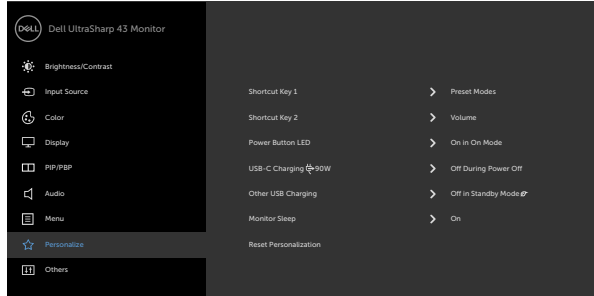 DELL Dell UltraSharp 43 Monitor
Brightness/Contrast
Input Source
Color
Display
PIP/PBP
Audio
Menu
Personalize
Others
Shortcut Key 1 Preset Modes
Shortcut Key 2 Volume
Power Button LED On in On Mode
USB-C Charging 90W Off During Power Off
Other USB Charging Off in Standby Mode
Monitor Sleep On
Reset Personalization